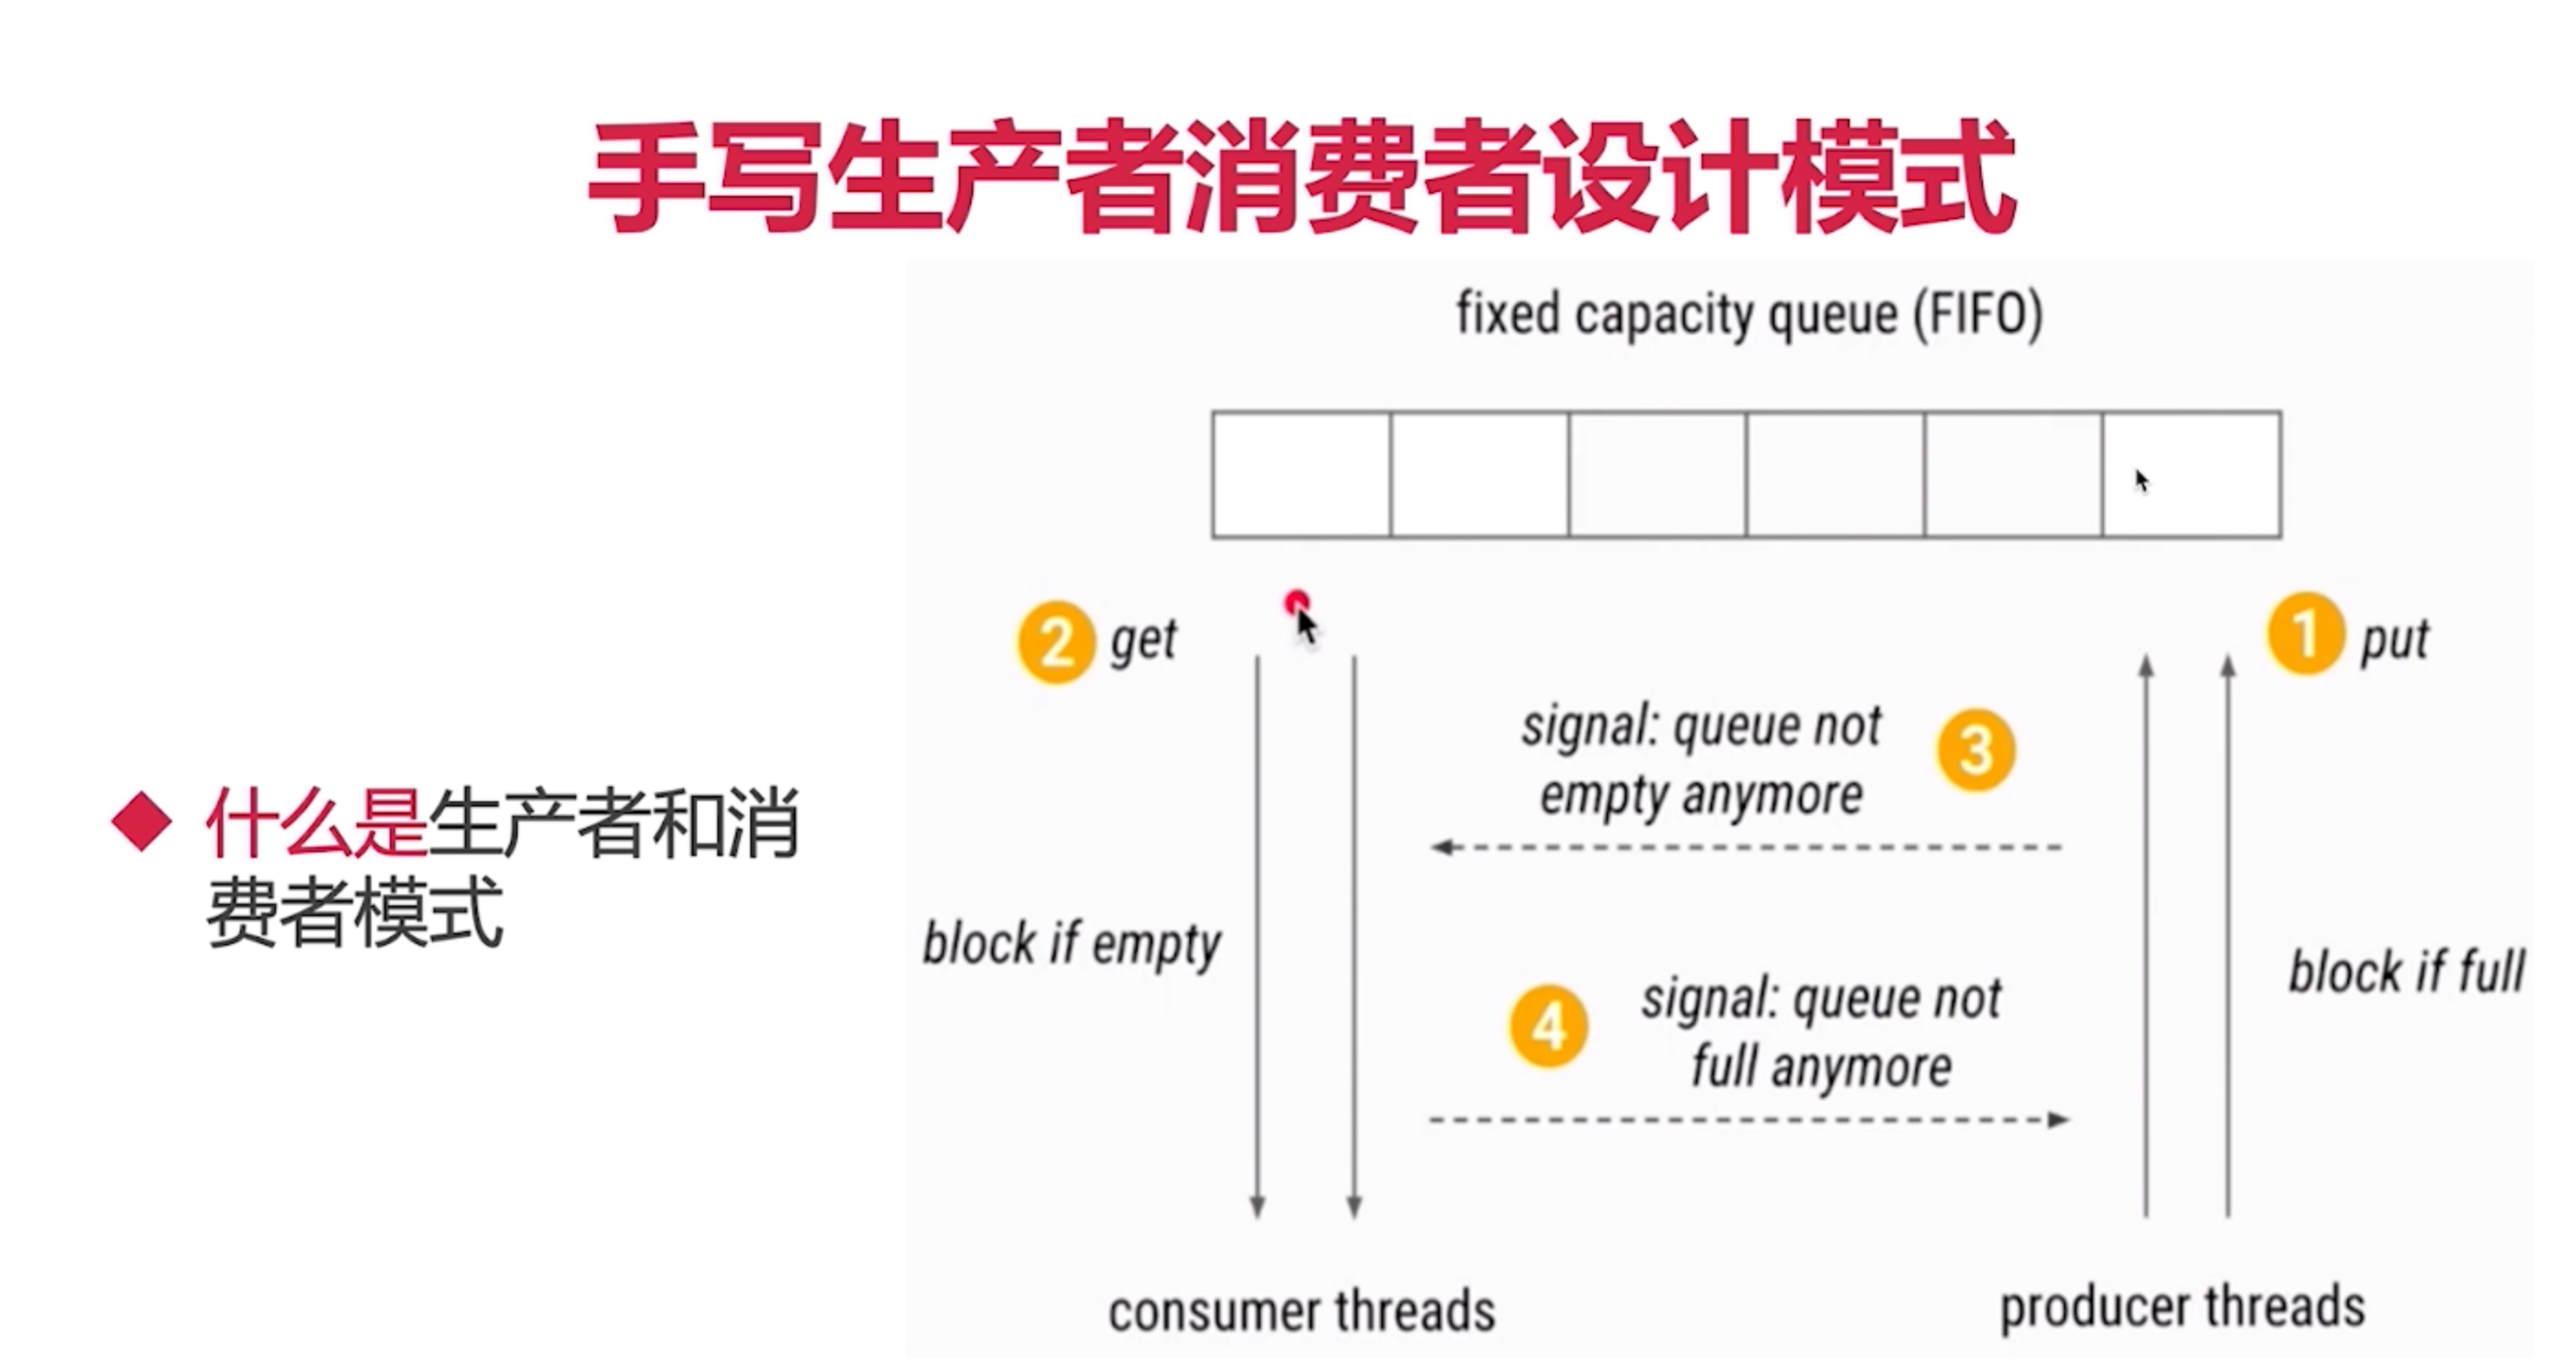 手写生产者消费者设计模式
fixed capacity queue (FIFO)
2 get
1 put
signal: queue not
empty anymore
3
什么是生产者和消
费者模式
block if empty
block if full
4
signal: queue not
full anymore
consumer threads
producer threads